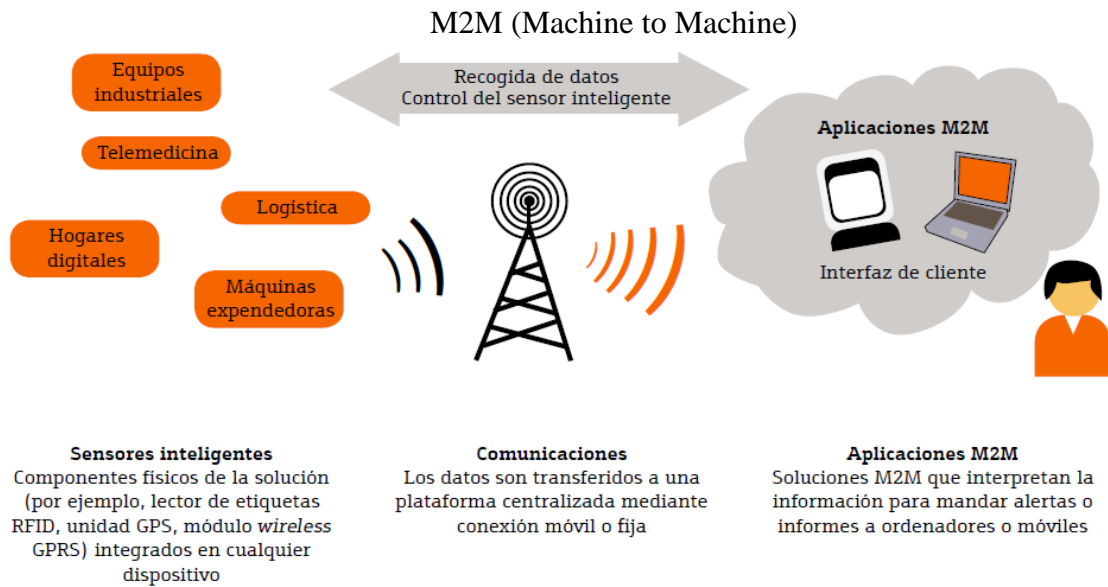 M2M (Machine to Machine)
Equipos
industriales
Telemedicina
Logistica
Hogares
digitales
Máquinas
expendedoras
Recogida de datos
Control del sensor inteligente
Aplicaciones M2M
Interfaz de cliente
Sensores inteligentes
Componentes físicos de la solución
(por ejemplo, lector de etiquetas
RFID, unidad GPS, módulo wireless
GPRS) integrados en cualquier
dispositivo
Comunicaciones
Los datos son transferidos a una
plataforma centralizada mediante
conexión móvil o fija
Aplicaciones M2M
Soluciones M2M que interpretan la
información para mandar alertas o
informes a ordenadores o móviles